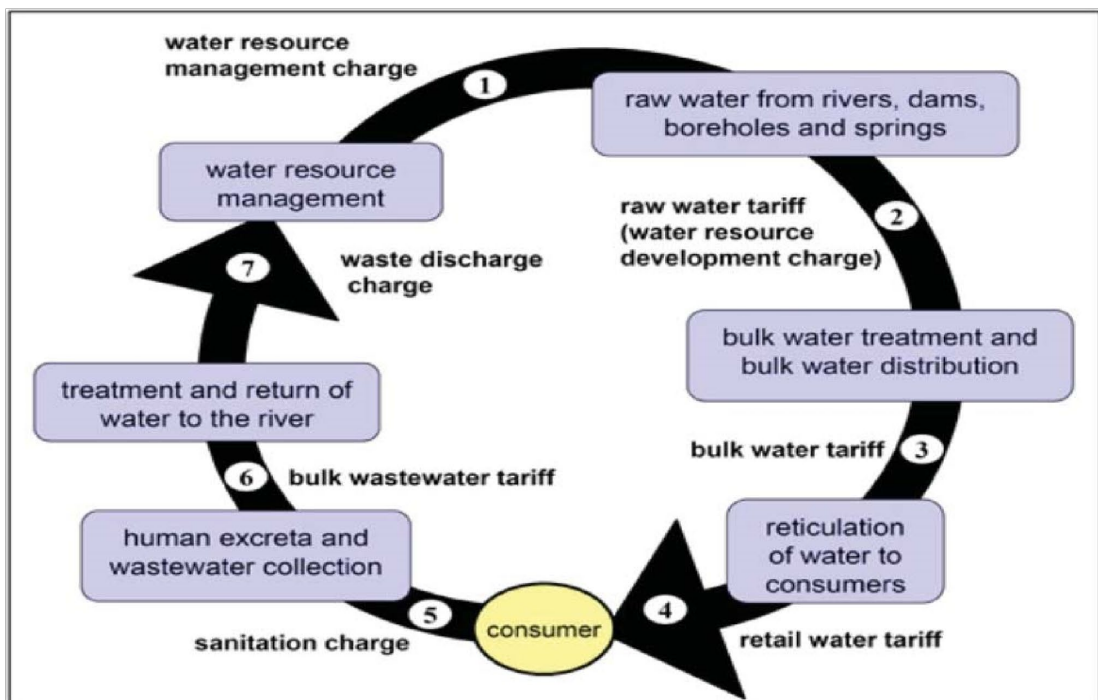 water resource
management charge
1
raw water from rivers, dams,
boreholes and springs
water resource
management
raw water tariff
(water resource
development charge)
2
7
waste discharge
charge
bulk water treatment and
bulk water distribution
treatment and return of
water to the river
bulk water tariff
3
6
bulk wastewater tariff
human excreta and
wastewater collection
reticulation
of water to
consumers
5
sanitation charge
consumer
4
retail water tariff